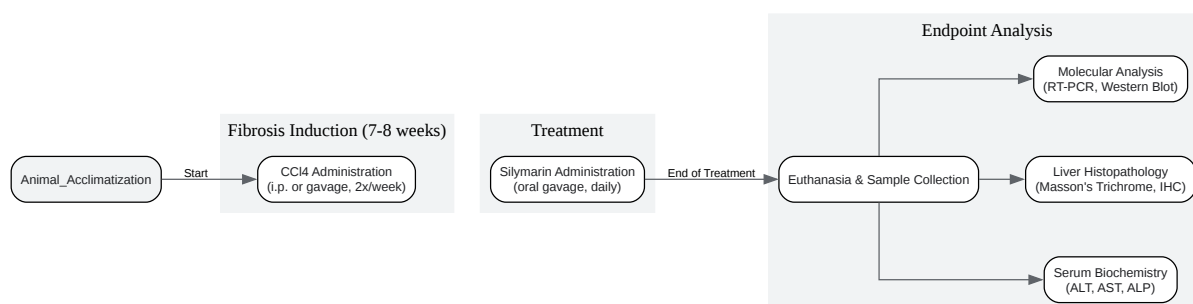 Animal_Acclimatization
Start
Fibrosis Induction (7-8 weeks)
CCl4 Administration
(i.p. or gavage, 2x/week)
Treatment
Silymarin Administration
(oral gavage, daily)
End of Treatment
Endpoint Analysis
Euthanasia & Sample Collection
Molecular Analysis
(RT-PCR, Western Blot)
Liver Histopathology
(Masson's Trichrome, IHC)
Serum Biochemistry
(ALT, AST, ALP)